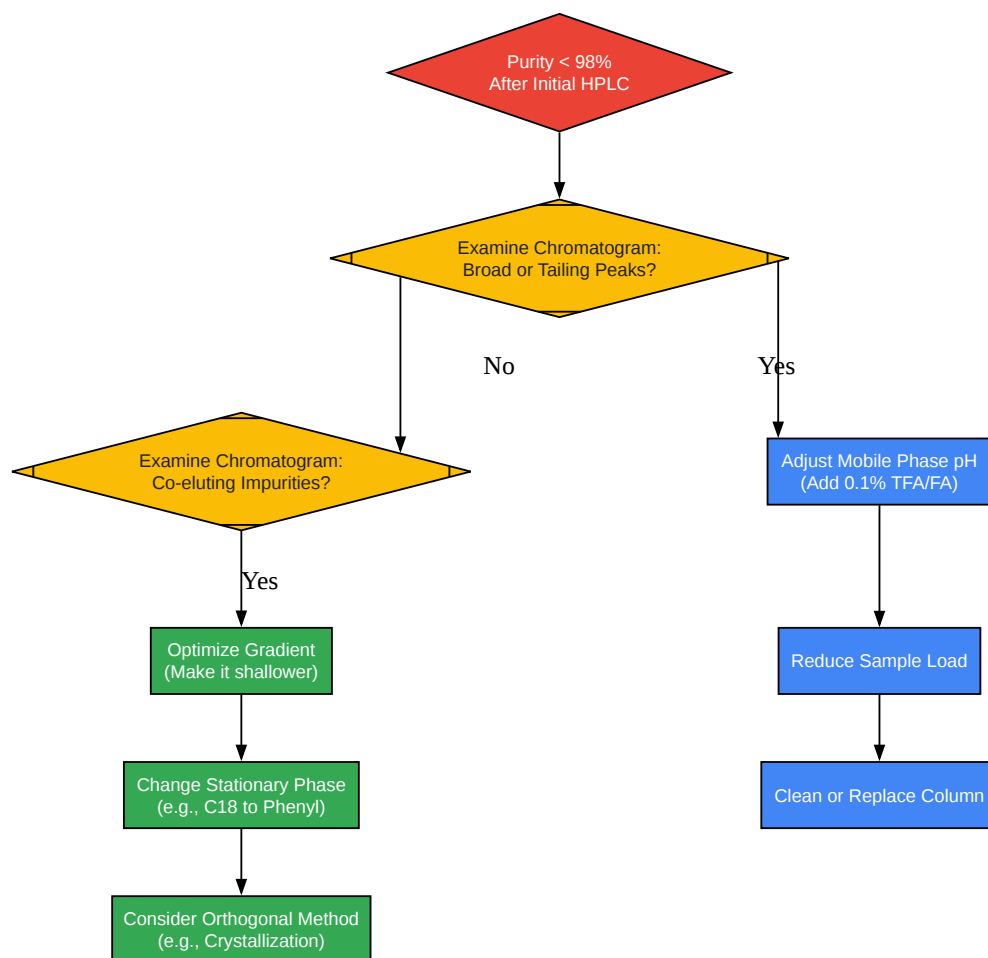 Purity < 98%
After Initial HPLC
Examine Chromatogram:
Broad or Tailing Peaks?
No
Yes
Examine Chromatogram:
Co-eluting Impurities?
Adjust Mobile Phase pH
(Add 0.1% TFA/FA)
Yes
Optimize Gradient
(Make it shallower)
Reduce Sample Load
Change Stationary Phase
(e.g., C18 to Phenyl)
Clean or Replace Column
Consider Orthogonal Method
(e.g., Crystallization)